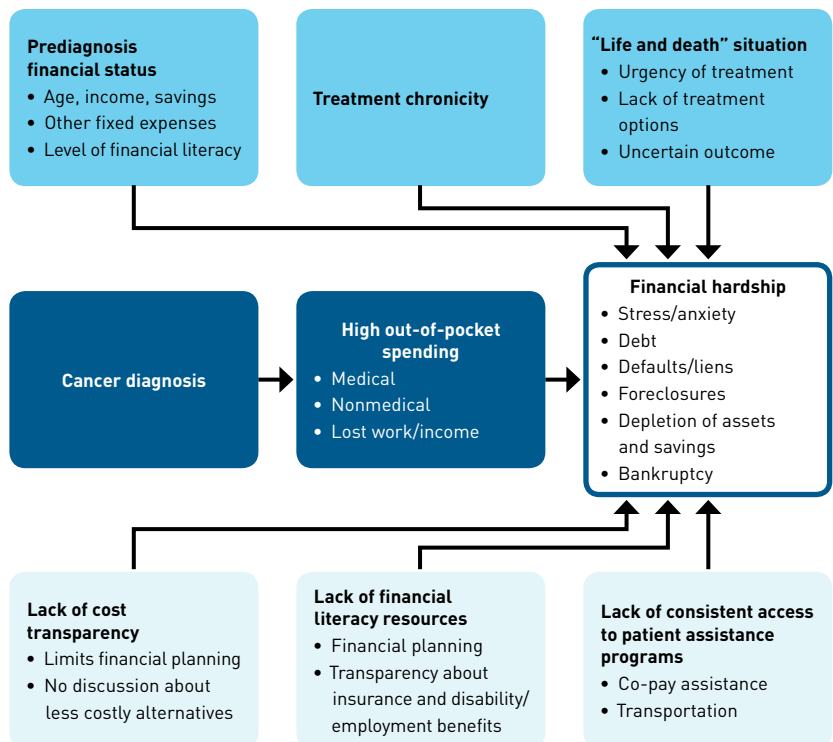 Prediagnosis
financial status
• Age, income, savings
• Other fixed expenses
• Level of financial literacy
Treatment chronicity
“Life and death” situation
• Urgency of treatment
• Lack of treatment
options
• Uncertain outcome
Cancer diagnosis
High out-of-pocket
spending
• Medical
• Nonmedical
• Lost work/income
Financial hardship
• Stress/anxiety
• Debt
• Defaults/liens
• Foreclosures
• Depletion of assets
and savings
• Bankruptcy
Lack of cost
transparency
• Limits financial planning
• No discussion about
less costly alternatives
Lack of financial
literacy resources
• Financial planning
• Transparency about
insurance and disability/
employment benefits
Lack of consistent access
to patient assistance
programs
• Co-pay assistance
• Transportation